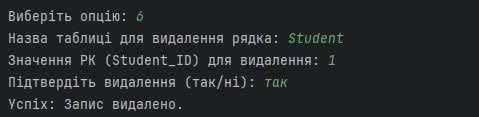 Виберіть опцію: 6
Назва таблиці для видалення рядка: Student
Значення PK (Student_ID) для видалення: 1
Підтвердіть видалення (так/ні): так
Успіх: Запис видалено.